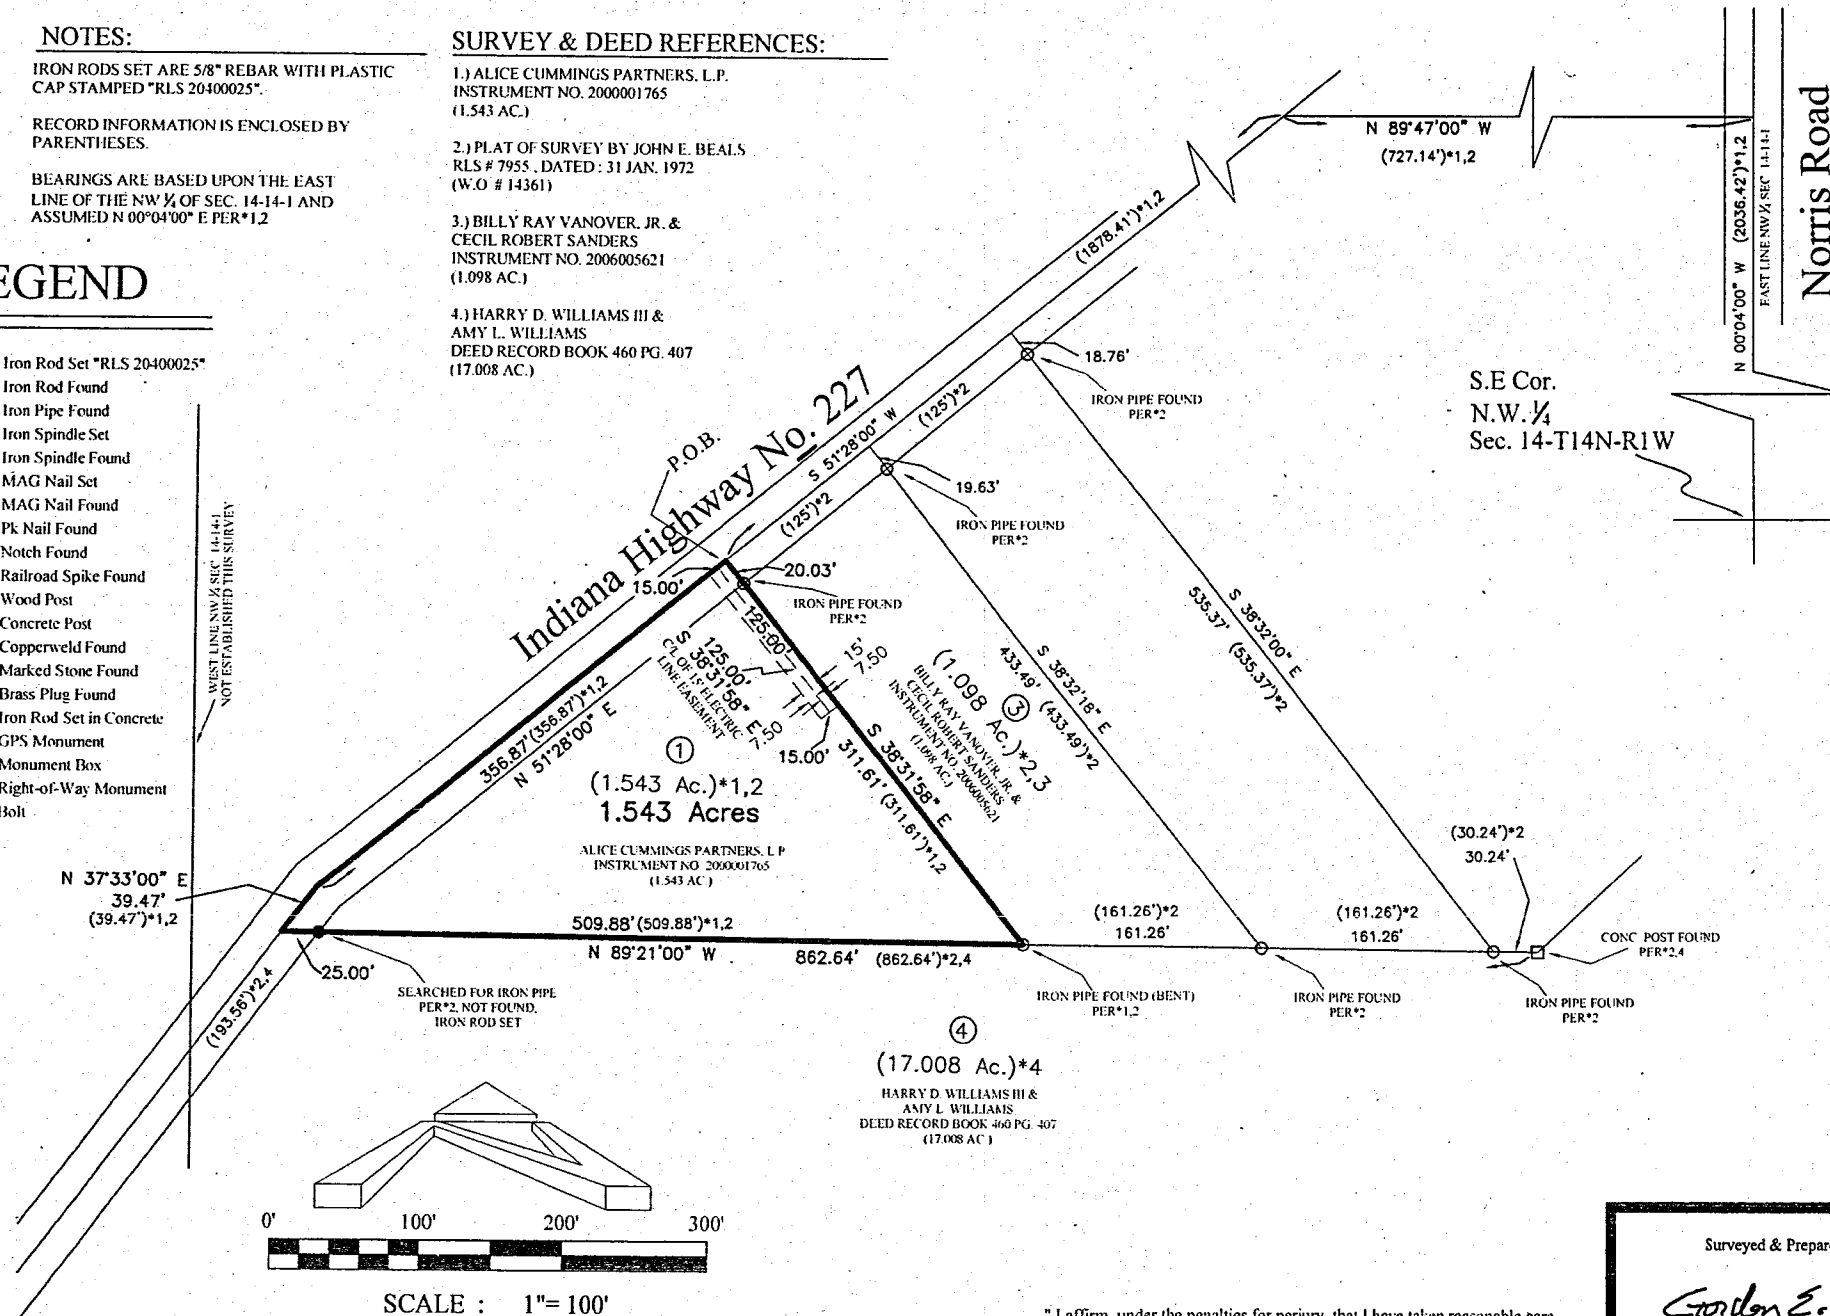 NOTES:
IRON RODS SET ARE 5/8" REBAR WITH PLASTIC
CAP STAMPED "RLS 20400025".
RECORD INFORMATION IS ENCLOSED BY
PARENTHESES.
BEARINGS ARE BASED UPON THE EAST
LINE OF THE NW ¼ OF SEC. 14-14-1 AND
ASSUMED N 00°04'00" E PER*1,2
SURVEY & DEED REFERENCES:
1.) ALICE CUMMINGS PARTNERS, L.P.
INSTRUMENT NO. 2000001765
(1.543 AC.)
2.) PLAT OF SURVEY BY JOHN E. BEALS
RLS # 7955, DATED : 31 JAN. 1972
(W.O # 14361)
3.) BILLY RAY VANOVER, JR. &
CECIL ROBERT SANDERS
INSTRUMENT NO. 2006005621
(1.098 AC.)
4.) HARRY D. WILLIAMS III &
AMY L. WILLIAMS
DEED RECORD BOOK 460 PG. 407
(17.008 AC.)
EGEND
Iron Rod Set "RLS 20400025"
Iron Rod Found
Iron Pipe Found
Iron Spindle Set
Iron Spindle Found
MAG Nail Set
MAG Nail Found
Pk Nail Found
Notch Found
Railroad Spike Found
Wood Post
Concrete Post
Copperweld Found
Marked Stone Found
Brass Plug Found
Iron Rod Set in Concrete
GPS Monument
Monument Box
Right-of-Way Monument
Bolt
WEST LINE NW ¼ SEC 14-14-1
NOT ESTABLISHED THIS SURVEY
N 89°47'00" W
(727.14')*1,2
N 00°04'00" W (2036.42')*1,2
EAST LINE NW ¼ SEC 14-14-1
Norris Road
S.E Cor.
N.W. ¼
Sec. 14-T14N-R1W
(1878.41')*1,2
Indiana Highway No. 227
S 51°28'00" W
(125')*2
(125')*2
P.O.B.
18.76'
IRON PIPE FOUND
PER*2
19.63'
IRON PIPE FOUND
PER*2
20.03'
IRON PIPE FOUND
PER*2
15.00'
125.00'
125.00'
S 38°31'58" E
C/L OF 15' ELECTRIC
LINE EASEMENT
15'
7.50
7.50
15.00'
356.87'(356.87')*1,2
N 51°28'00" E
S 38°31'58" E
311.61' (311.61')*1,2
(1.098 Ac.)*2,3
3
BILLY RAY VANOVER, JR. &
CECIL ROBERT SANDERS
INSTRUMENT NO. 2006005621
(1.098 AC.)
S 38°32'18" E
433.49' (433.49')*2
S 38°32'00" E
535.37' (535.37')*2
1
(1.543 Ac.)*1,2
1.543 Acres
ALICE CUMMINGS PARTNERS, L P
INSTRUMENT NO 2000001765
(1.543 AC )
N 37°33'00" E
39.47'
(39.47')*1,2
509.88'(509.88')*1,2
N 89°21'00" W
862.64' (862.64')*2,4
25.00'
(193.56')*2,4
SEARCHED FOR IRON PIPE
PER*2, NOT FOUND,
IRON ROD SET
(161.26')*2
161.26'
(161.26')*2
161.26'
(30.24')*2
30.24'
CONC POST FOUND
PER*2,4
IRON PIPE FOUND (BENT)
PER*1,2
IRON PIPE FOUND
PER*2
IRON PIPE FOUND
PER*2
4
(17.008 Ac.)*4
HARRY D. WILLIAMS III &
AMY L WILLIAMS
DEED RECORD BOOK 460 PG. 407
(17.008 AC )
0' 100' 200' 300'
SCALE : 1"= 100'
Surveyed & Prepar
Gordon E.
" I affirm, under the penalties for perjury, that I have taken reasonable care